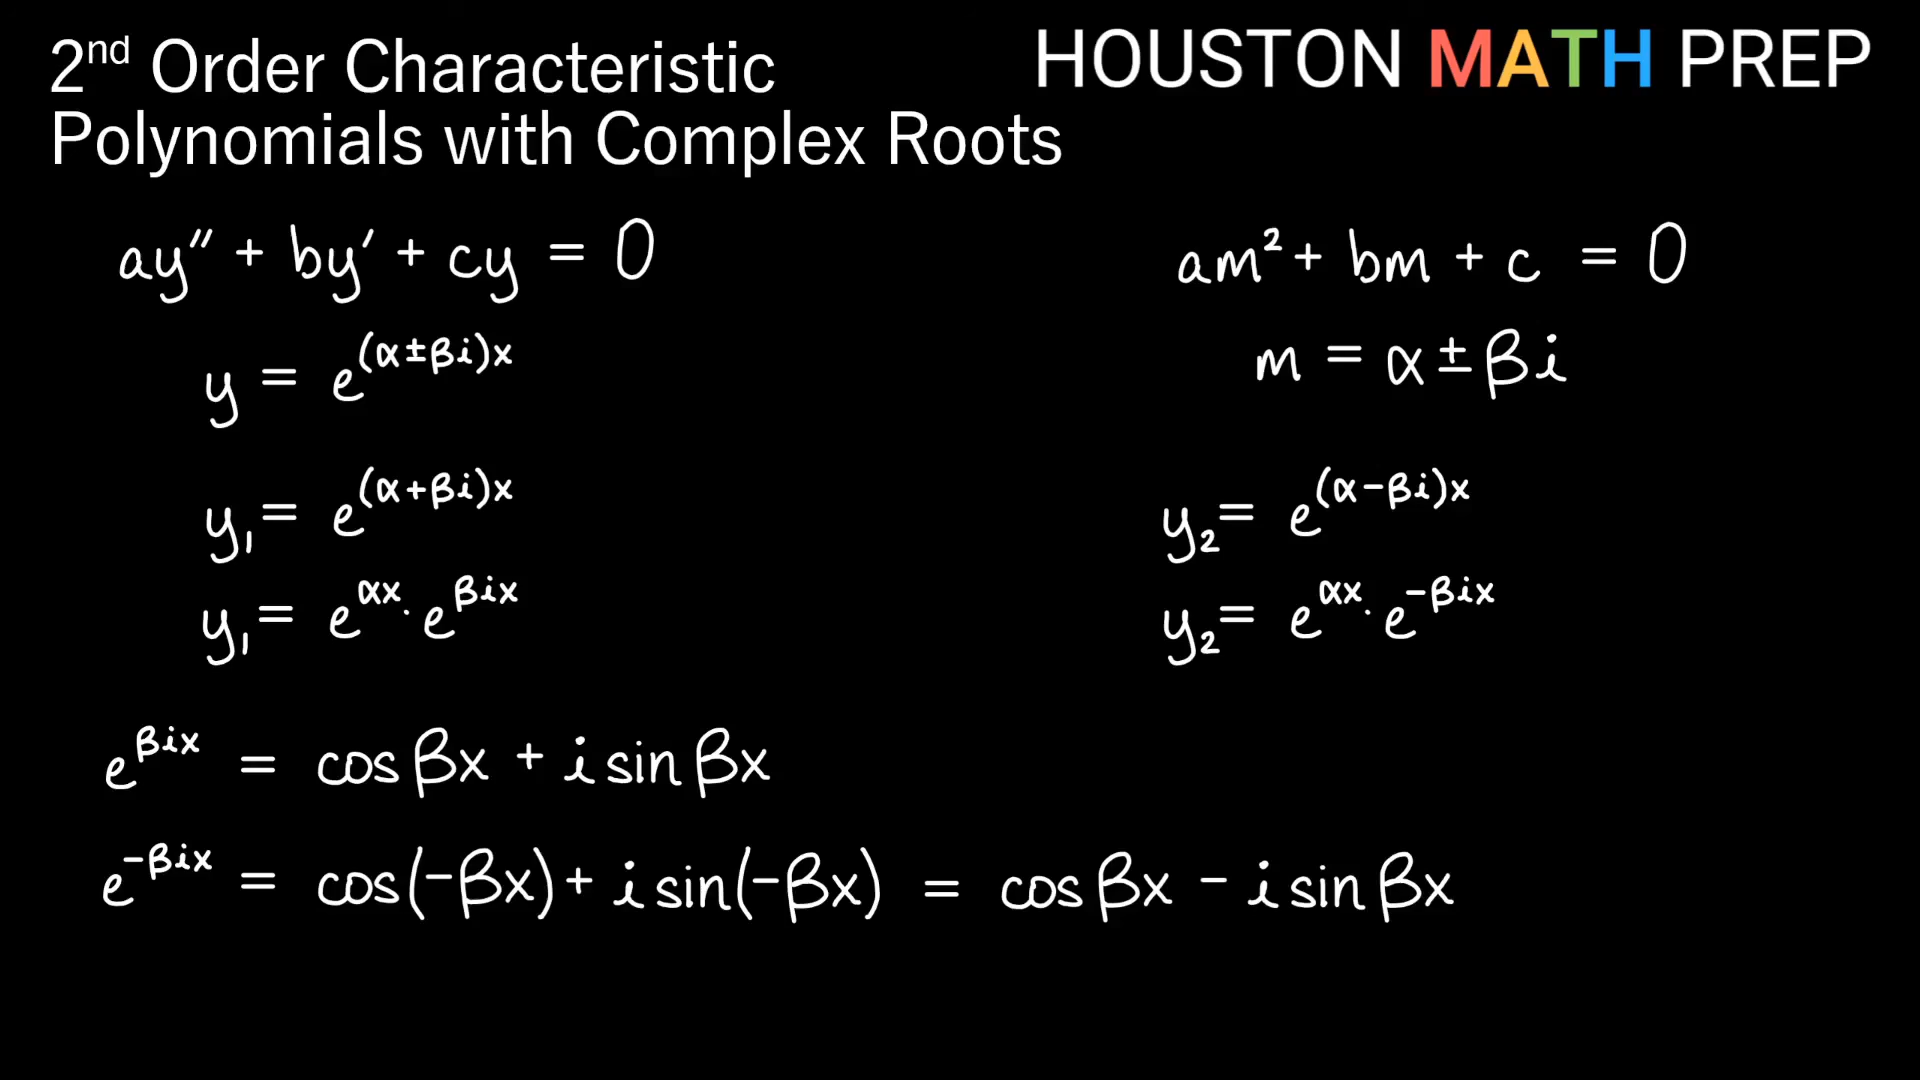 2ⁿᵈ Order Characteristic
Polynomials with Complex Roots
HOUSTON MATH PREP
ay″ + by′ + cy = 0
am² + bm + c = 0
y = e^(α±βi)x
m = α ± βi
y₁ = e^(α+βi)x
y₂ = e^(α−βi)x
y₁ = e^αx · e^βix
y₂ = e^αx · e^−βix
e^βix = cos βx + i sin βx
e^−βix = cos(−βx) + i sin(−βx) = cos βx − i sin βx